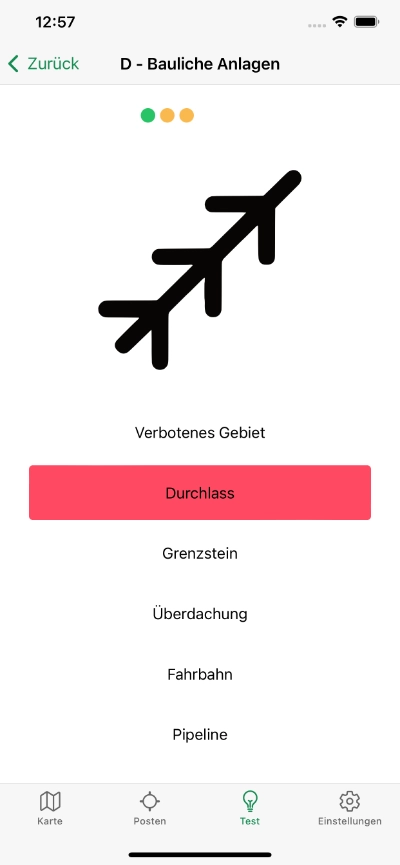 12:57
Zurück
D - Bauliche Anlagen
Verbotenes Gebiet
Durchlass
Grenzstein
Überdachung
Fahrbahn
Pipeline
Karte
Posten
Test
Einstellungen